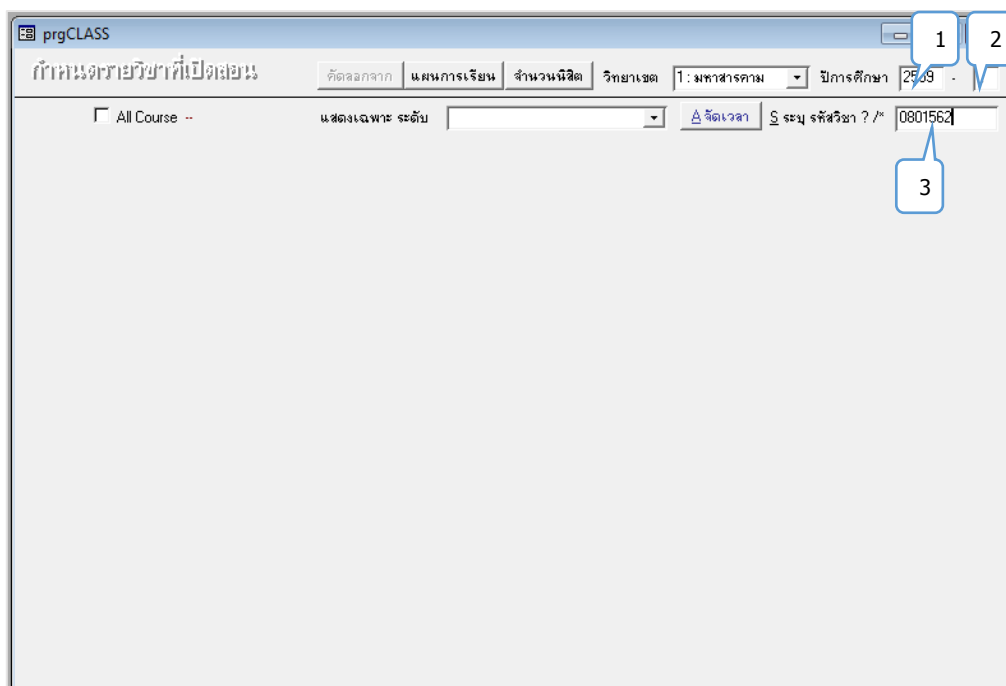 prgCLASS
1
2
กำหนดรายวิชาที่เปิดสอน
คัดลอกจาก แผนการเรียน จำนวนนิสิต วิทยาเขต 1 : มหาสารคาม ปีการศึกษา -
All Course -- แสดงเฉพาะ ระดับ A จัดเวลา S ระบุ รหัสวิชา ? /* 0801562
3